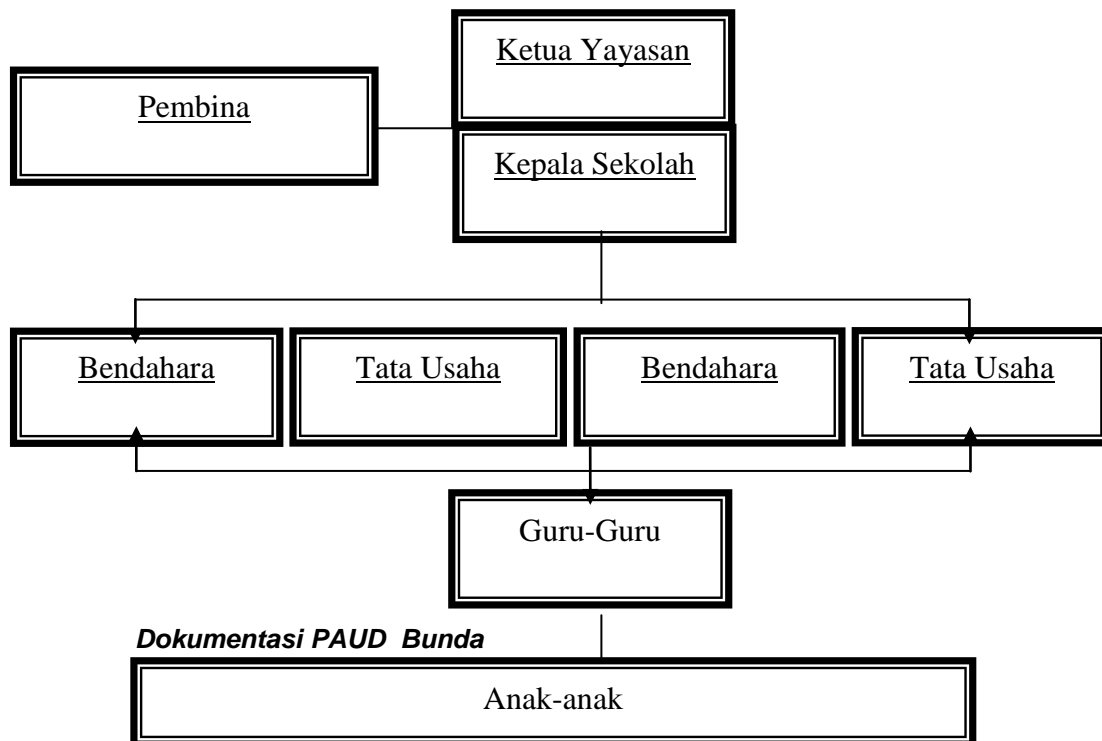 Ketua Yayasan
Pembina
Kepala Sekolah
Bendahara
Tata Usaha
Bendahara
Tata Usaha
Guru-Guru
Dokumentasi PAUD Bunda
Anak-anak